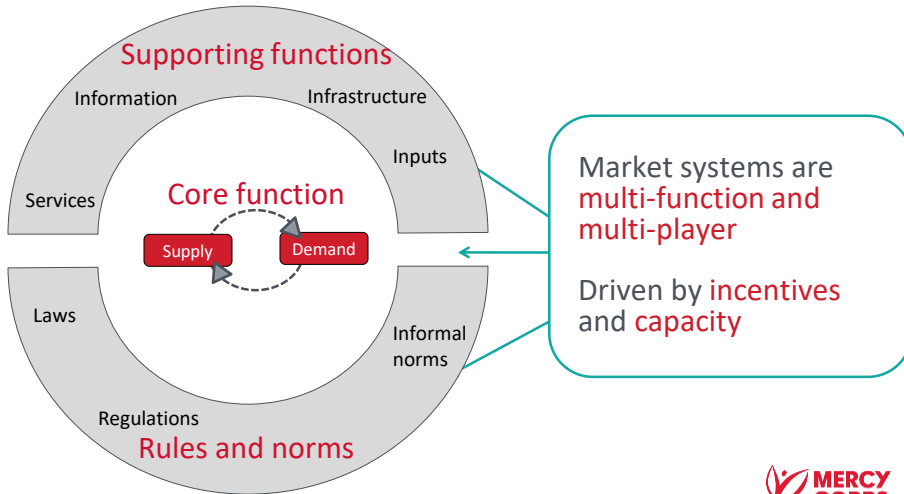 Supporting functions
Information
Infrastructure
Inputs
Services
Core function
Supply
Demand
Laws
Informal
norms
Regulations
Rules and norms
Market systems are
multi-function and
multi-player
Driven by incentives
and capacity
MERCY